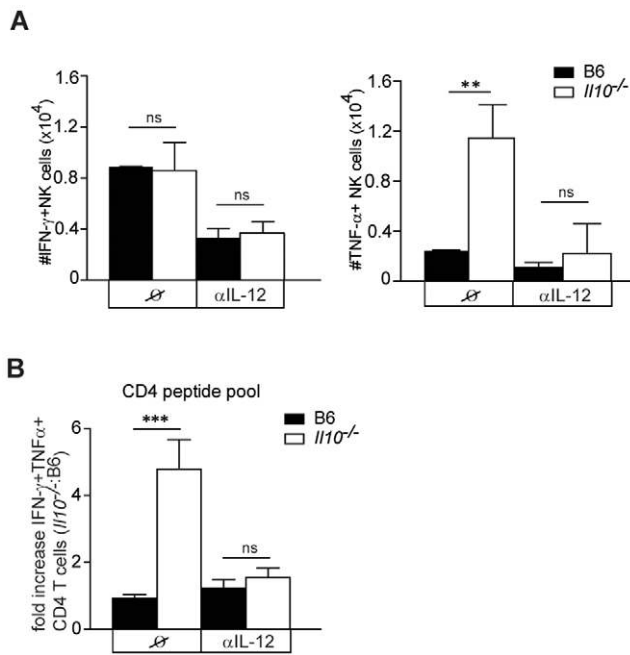 A
#IFN-γ+NK cells (x10⁴)
1.6
1.2
0.8
0.4
0
ns
ns
Ø
αIL-12
#TNF-α+ NK cells (x10⁴)
1.6
1.2
0.8
0.4
0
**
ns
Ø
αIL-12
B6
Il10-/-
B
CD4 peptide pool
fold increase IFN-γ+TNFα+
CD4 T cells (Il10-/-:B6)
6
4
2
0
***
ns
Ø
αIL-12
B6
Il10-/-